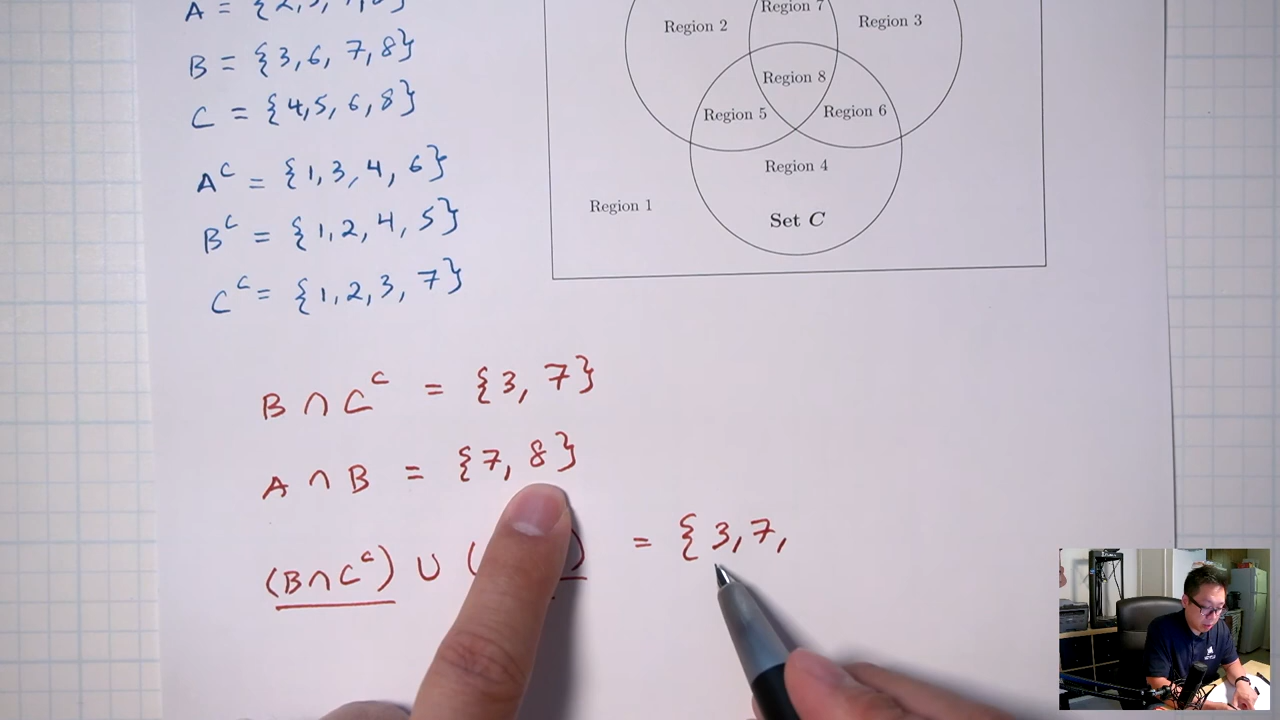 A = {2,5,
B = {3,6,7,8}
C = {4,5,6,8}
A^C = {1,3,4,6}
B^C = {1,2,4,5}
C^C = {1,2,3,7}
Region 2
Region 7
Region 3
Region 8
Region 5
Region 6
Region 4
Region 1
Set C
B ∩ C^C = {3,7}
A ∩ B = {7,8}
(B∩C^C) ∪ ( ) = {3,7,